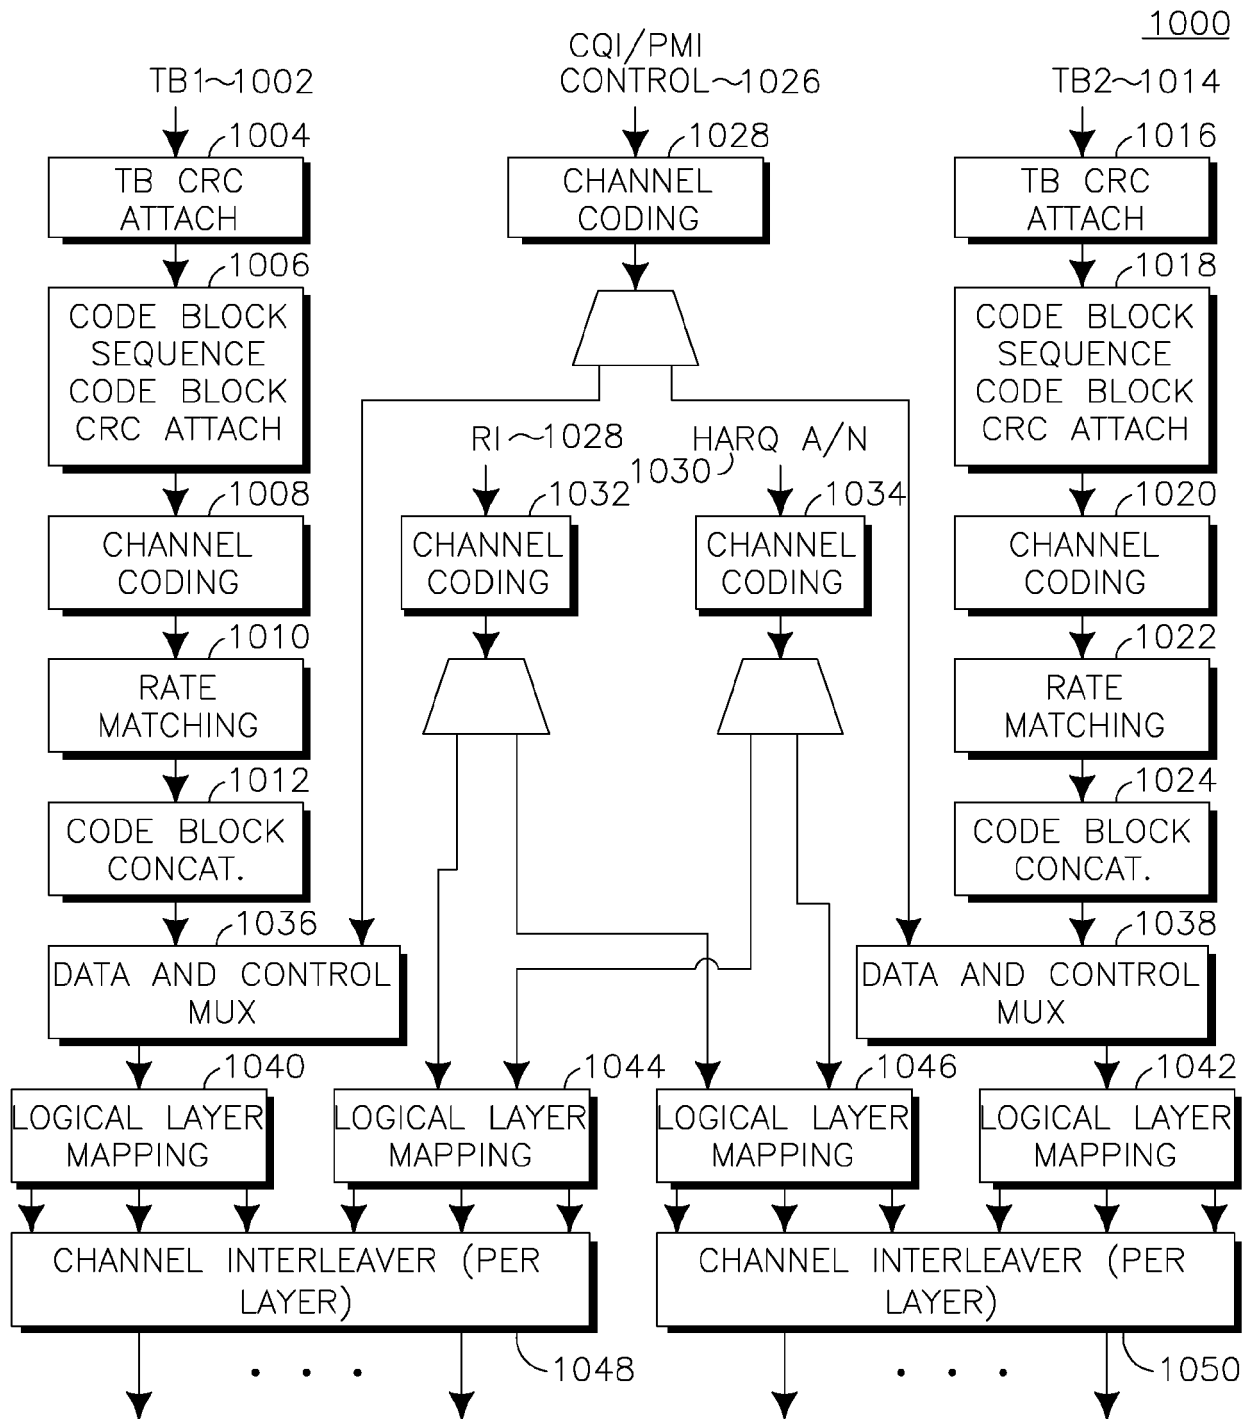 1000
CQI/PMI
TB1~1002
CONTROL~1026
TB2~1014
1004
1028
1016
TB CRC
ATTACH
CHANNEL
CODING
TB CRC
ATTACH
1006
1018
CODE BLOCK
SEQUENCE
CODE BLOCK
CRC ATTACH
CODE BLOCK
SEQUENCE
CODE BLOCK
CRC ATTACH
RI~1028
HARQ A/N
1030
1008
1032
1034
1020
CHANNEL
CODING
CHANNEL
CODING
CHANNEL
CODING
CHANNEL
CODING
1010
1022
RATE
MATCHING
RATE
MATCHING
1012
1024
CODE BLOCK
CONCAT.
CODE BLOCK
CONCAT.
1036
1038
DATA AND CONTROL
MUX
DATA AND CONTROL
MUX
1040
1044
1046
1042
LOGICAL LAYER
MAPPING
LOGICAL LAYER
MAPPING
LOGICAL LAYER
MAPPING
LOGICAL LAYER
MAPPING
CHANNEL INTERLEAVER (PER
LAYER)
CHANNEL INTERLEAVER (PER
LAYER)
1048
1050